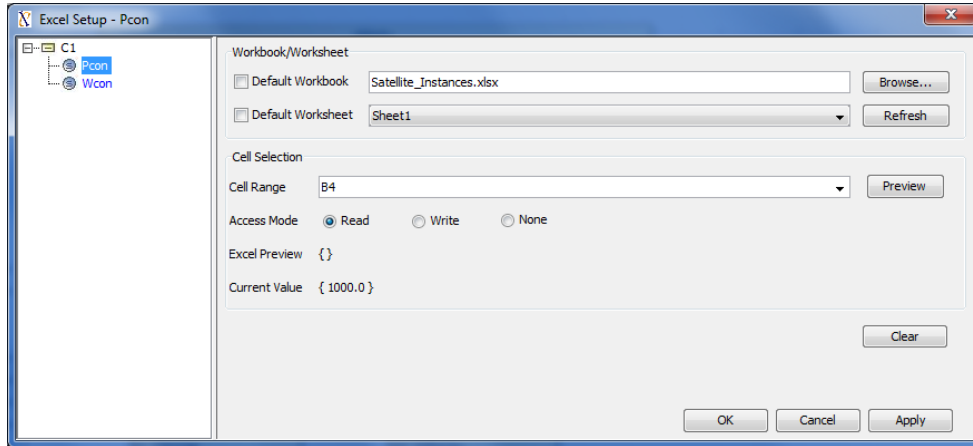 Excel Setup - Pcon
C1
Pcon
Wcon
Workbook/Worksheet
Default Workbook Satellite_Instances.xlsx Browse...
Default Worksheet Sheet1 Refresh
Cell Selection
Cell Range B4 Preview
Access Mode Read Write None
Excel Preview { }
Current Value { 1000.0 }
Clear
OK Cancel Apply